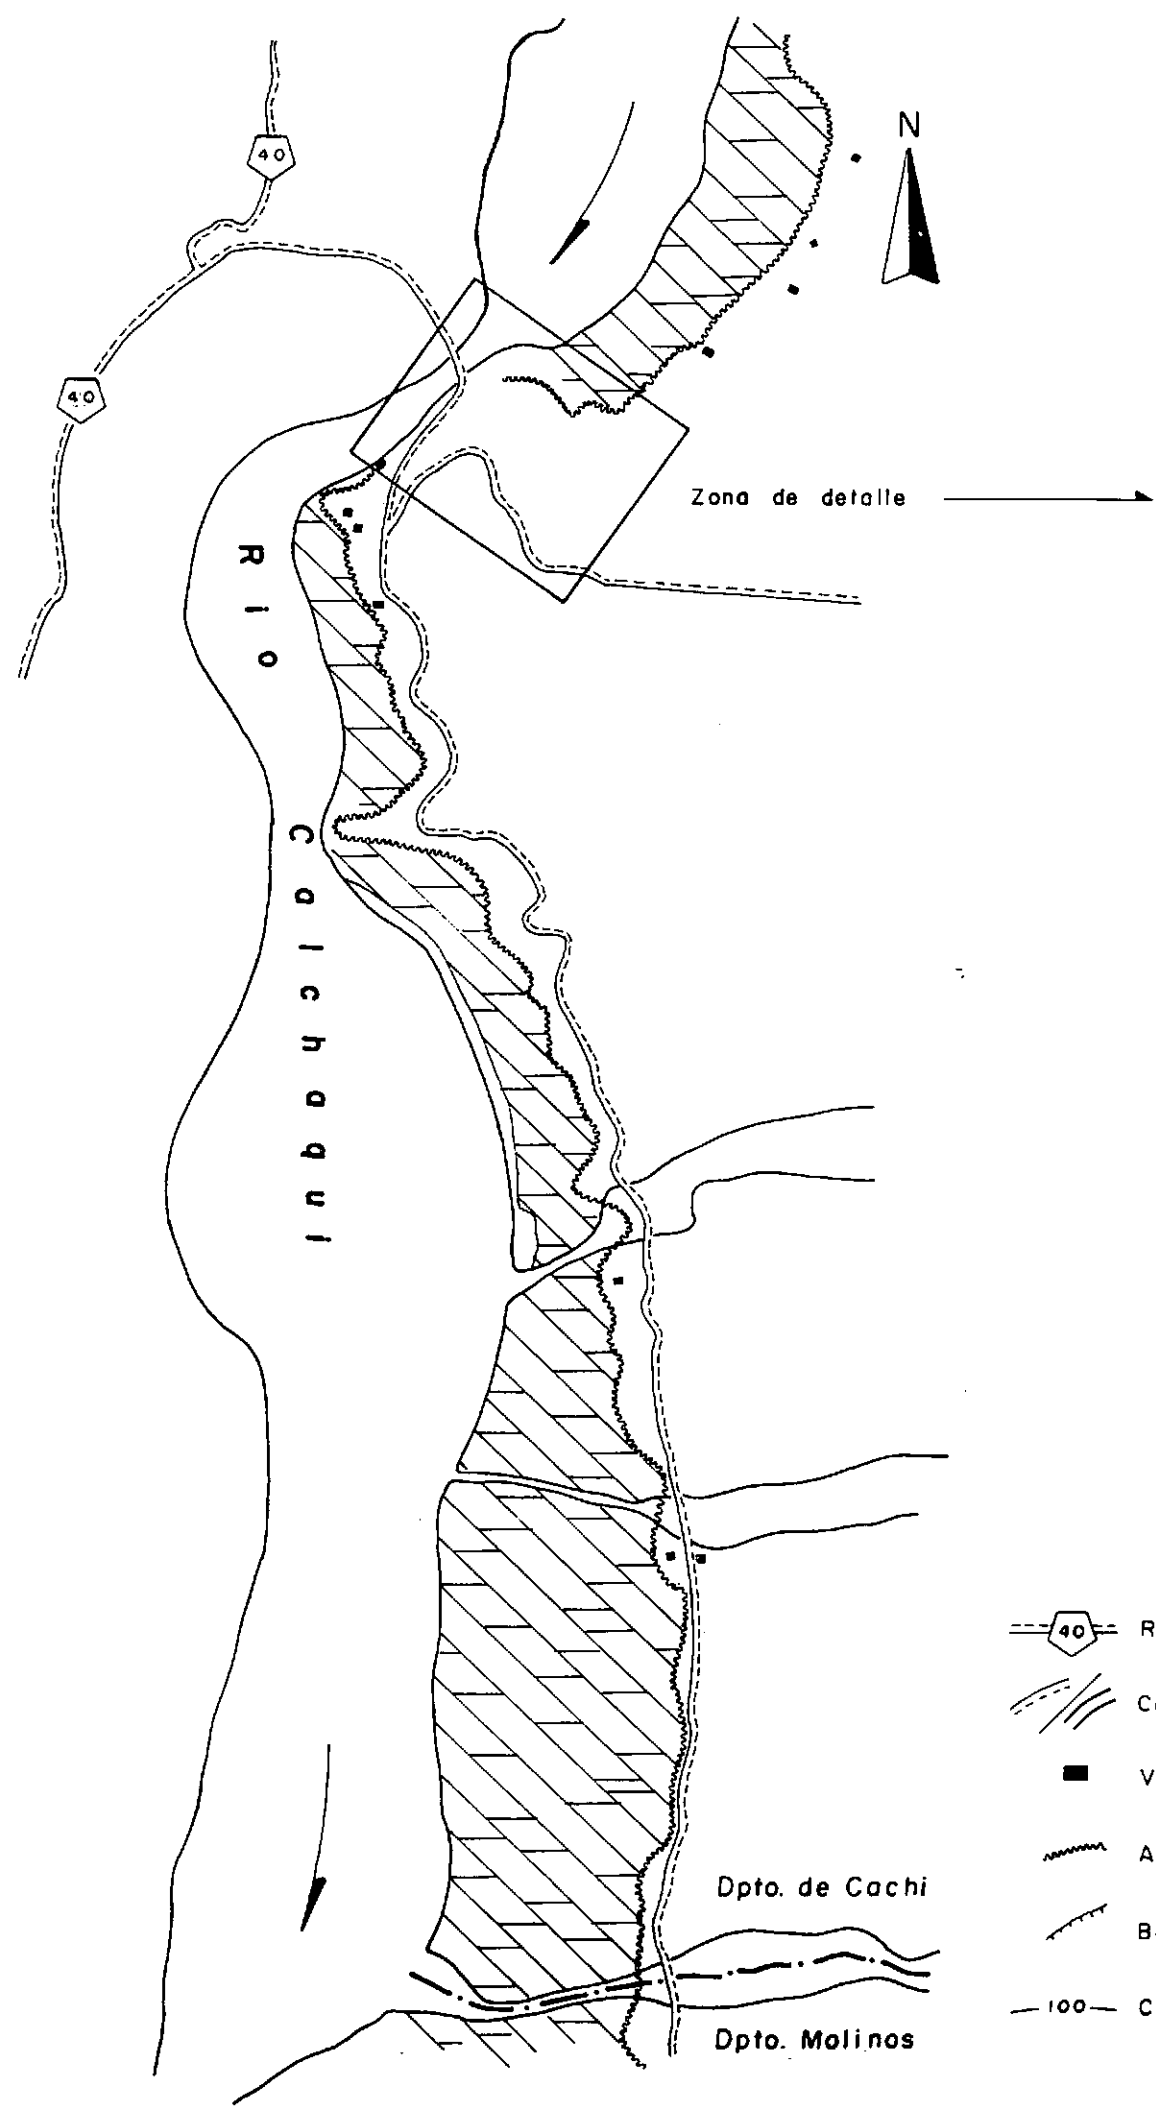 40
N
40
Zona de detalle
Rio Calchaqui
40 R
V
A
B
Dpto. de Cachi
100 C
Dpto. Molinos